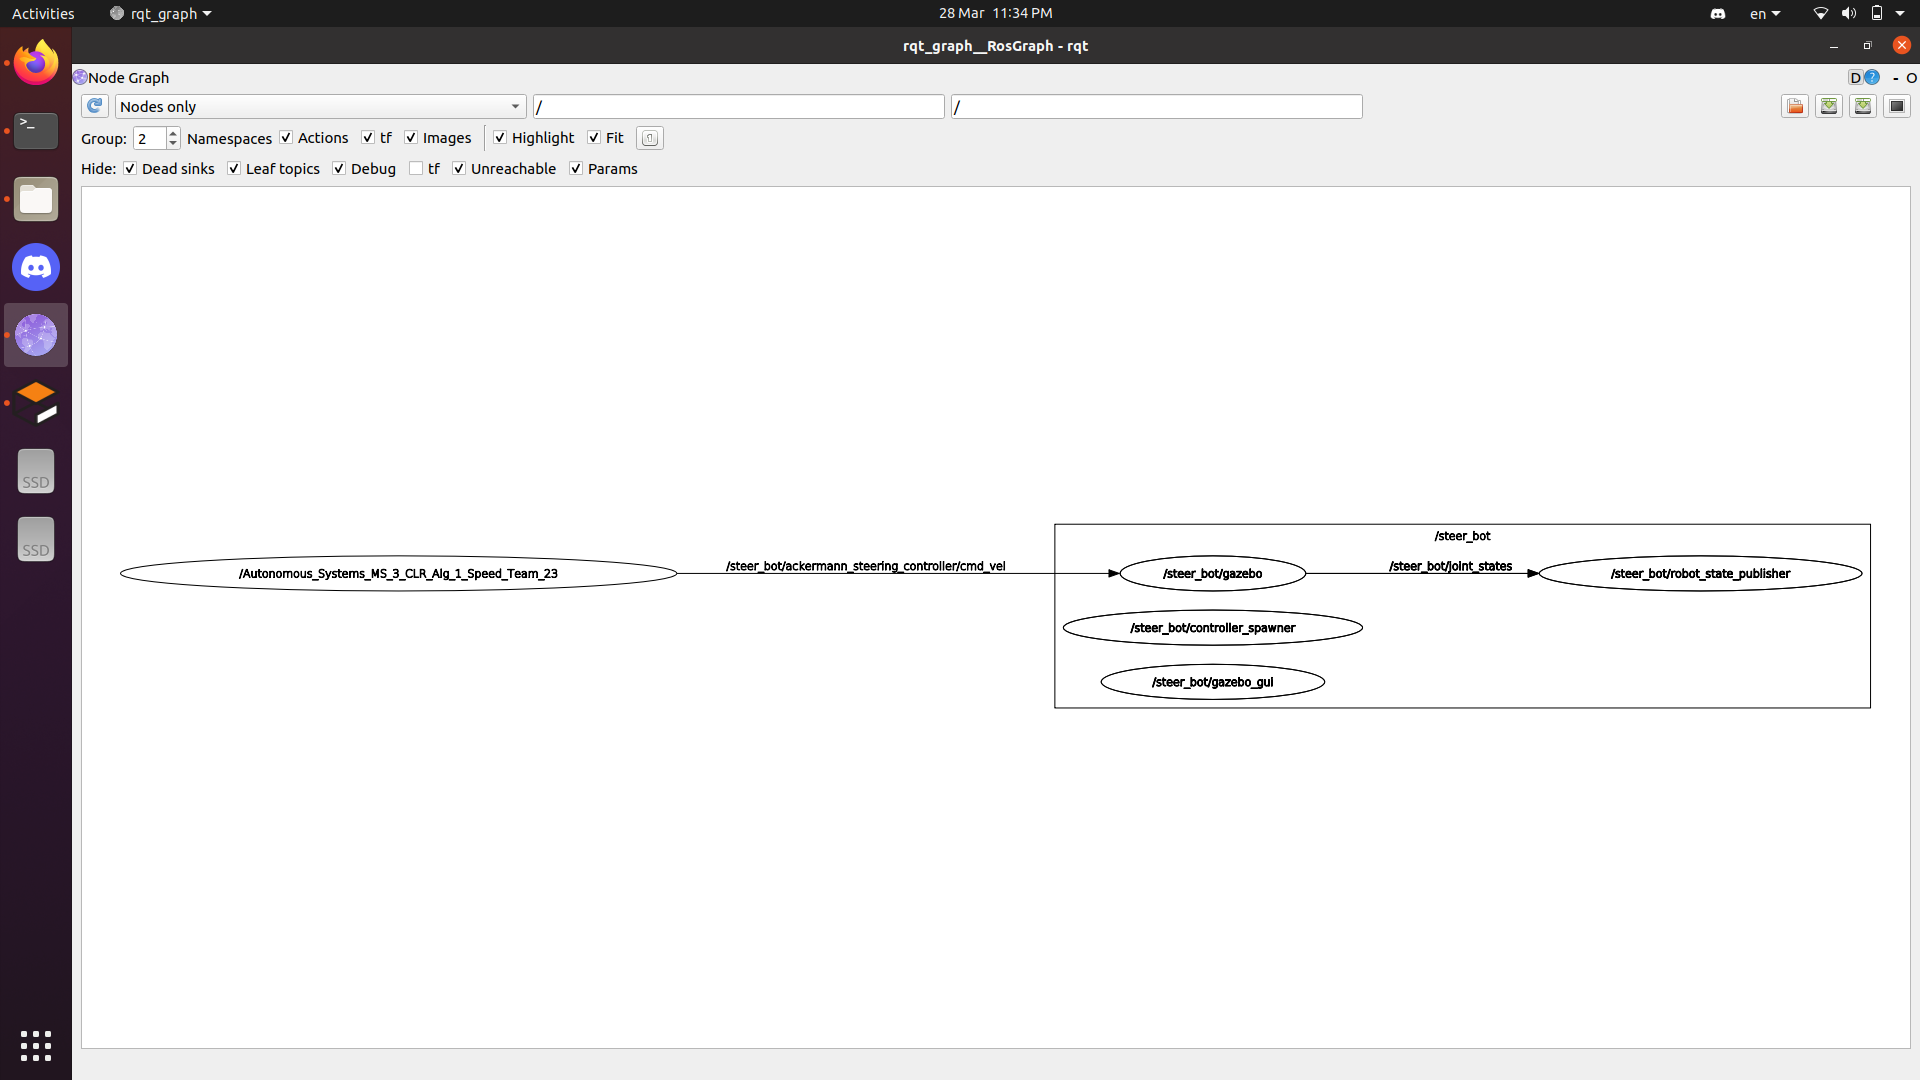 Activities rqt_graph 28 Mar 11:34 PM en
rqt_graph__RosGraph - rqt
Node Graph D ? - O
Nodes only / /
Group: 2 Namespaces Actions tf Images Highlight Fit
Hide: Dead sinks Leaf topics Debug tf Unreachable Params
/steer_bot
/Autonomous_Systems_MS_3_CLR_Alg_1_Speed_Team_23 /steer_bot/ackermann_steering_controller/cmd_vel /steer_bot/gazebo /steer_bot/joint_states /steer_bot/robot_state_publisher
/steer_bot/controller_spawner
/steer_bot/gazebo_gui
>_
SSD
SSD